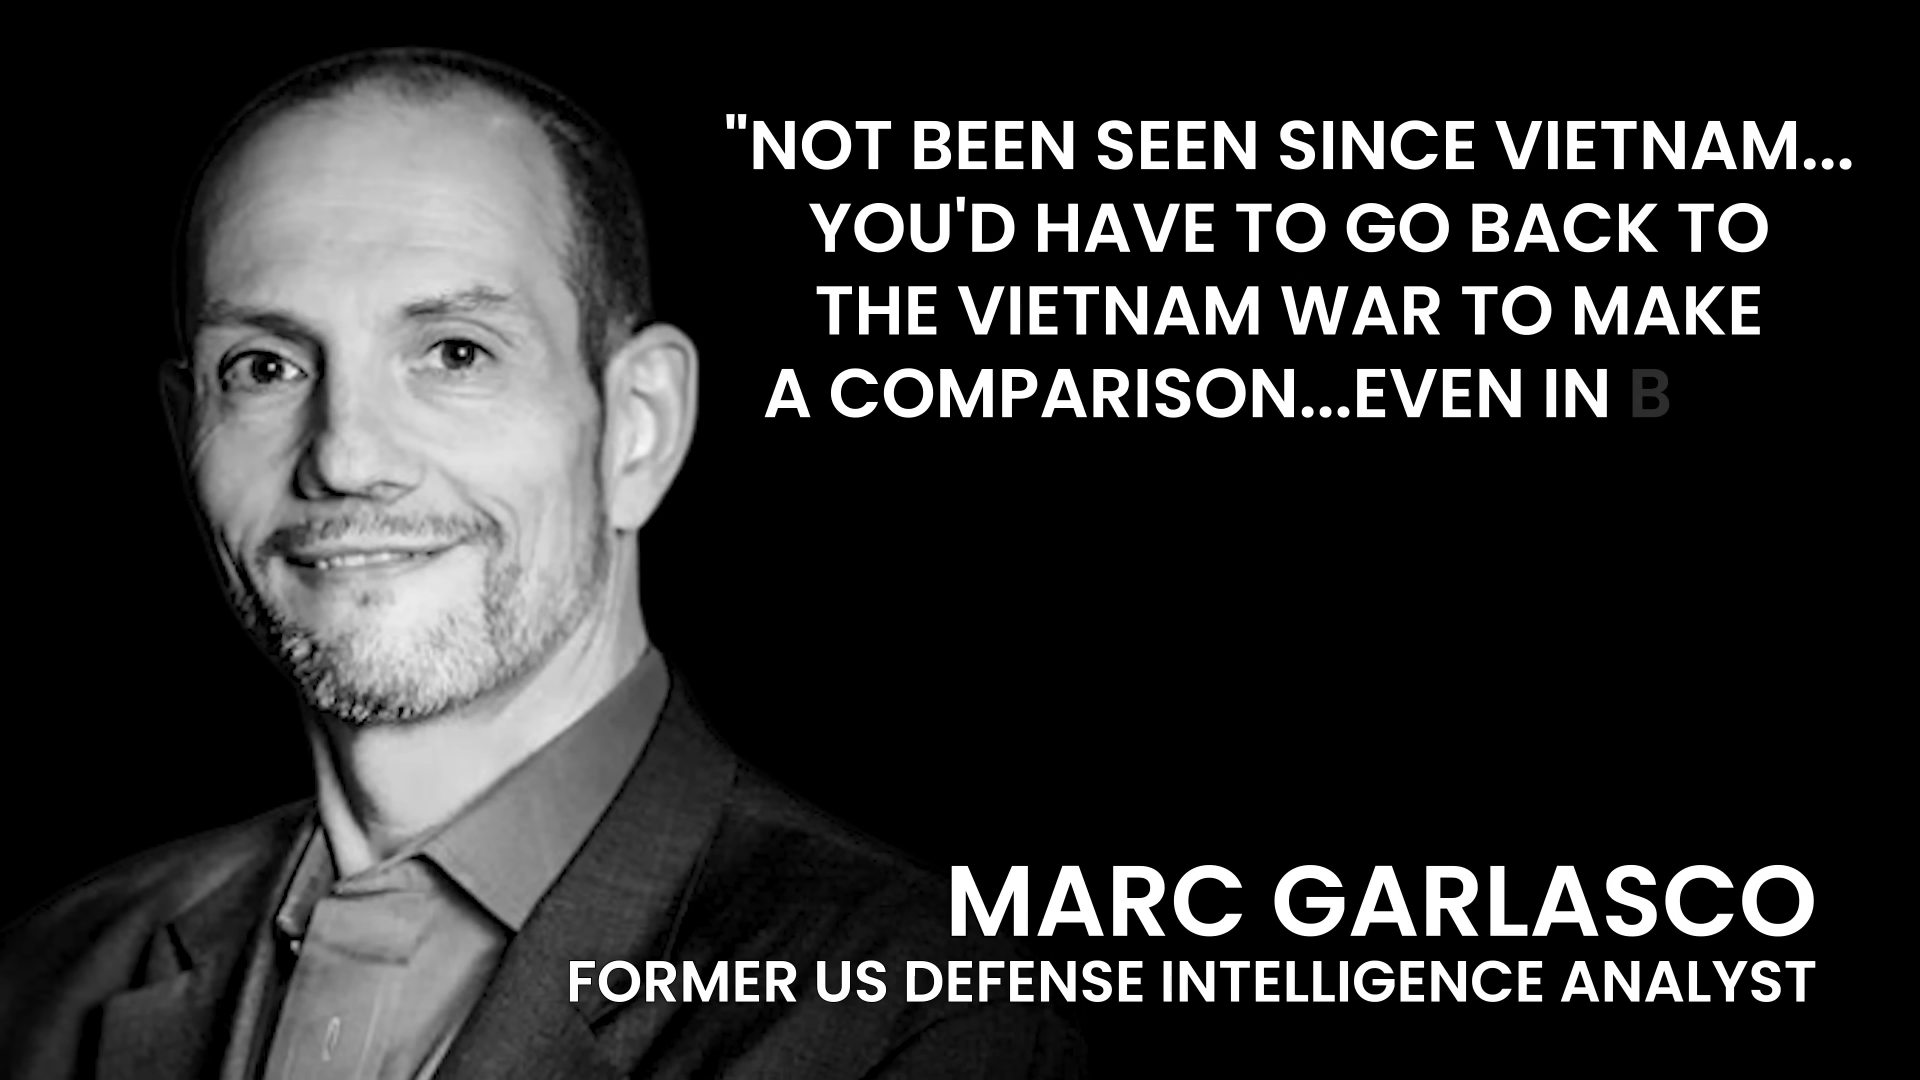 "NOT BEEN SEEN SINCE VIETNAM...
YOU'D HAVE TO GO BACK TO
THE VIETNAM WAR TO MAKE
A COMPARISON...EVEN IN B
MARC GARLASCO
FORMER US DEFENSE INTELLIGENCE ANALYST